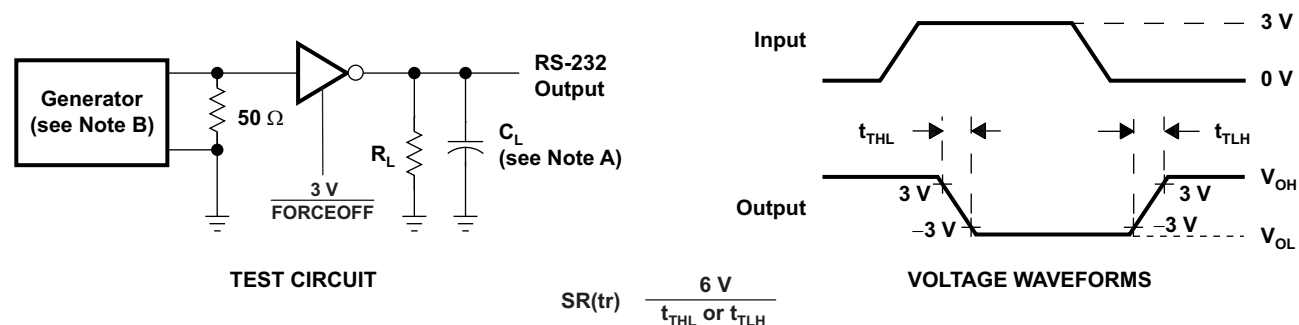 Generator
(see Note B)
50 Ω
3 V
FORCEOFF
R_L
C_L
(see Note A)
RS-232
Output
TEST CIRCUIT
Input
3 V
0 V
t_THL
t_TLH
Output
3 V
−3 V
3 V
−3 V
V_OH
V_OL
VOLTAGE WAVEFORMS
SR(tr)
6 V
t_THL or t_TLH